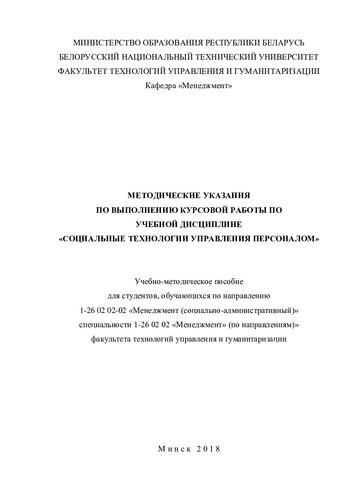 МИНИСТЕРСТВО ОБРАЗОВАНИЯ РЕСПУБЛИКИ БЕЛАРУСЬ
БЕЛОРУССКИЙ НАЦИОНАЛЬНЫЙ ТЕХНИЧЕСКИЙ УНИВЕРСИТЕТ
ФАКУЛЬТЕТ ТЕХНОЛОГИЙ УПРАВЛЕНИЯ И ГУМАНИТАРИЗАЦИИ
Кафедра «Менеджмент»
МЕТОДИЧЕСКИЕ УКАЗАНИЯ
ПО ВЫПОЛНЕНИЮ КУРСОВОЙ РАБОТЫ ПО
УЧЕБНОЙ ДИСЦИПЛИНЕ
«СОЦИАЛЬНЫЕ ТЕХНОЛОГИИ УПРАВЛЕНИЯ ПЕРСОНАЛОМ»
Учебно-методическое пособие
для студентов, обучающихся по направлению
1-26 02 02-02 «Менеджмент (социально-административный)»
специальности 1-26 02 02 «Менеджмент» (по направлениям)»
факультета технологий управления и гуманитаризации
Минск 2018